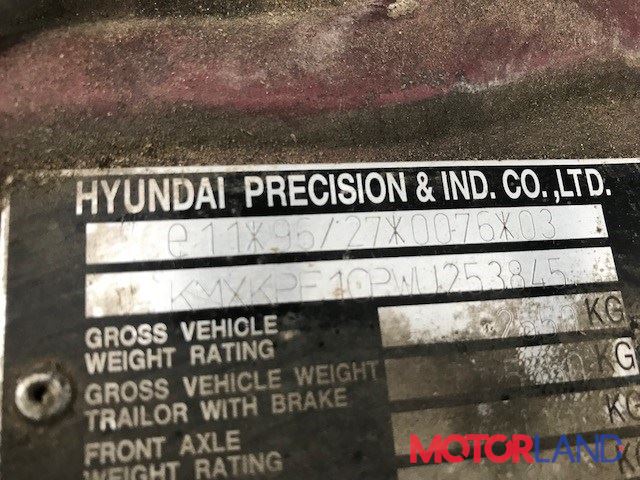 HYUNDAI PRECISION & IND. CO.,LTD.
e11*96/27*0076*03
KMXKPE1CPWU253845
GROSS VEHICLE
WEIGHT RATING KG
GROSS VEHICLE WEIGHT
TRAILOR WITH BRAKE KG
FRONT AXLE
WEIGHT RATING KG
MOTORLAND